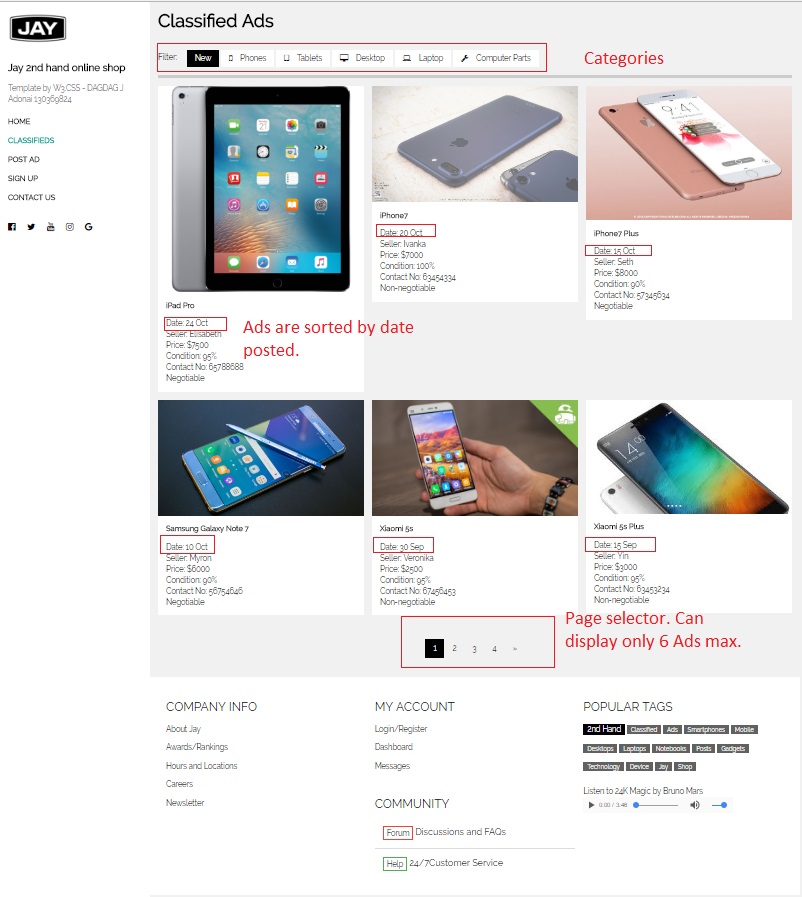 JAY
Jay 2nd hand online shop
Template by W3.CSS - DAGDAG J
Adonai 130369824
HOME
CLASSIFIEDS
POST AD
SIGN UP
CONTACT US
Classified Ads
Filter: New Phones Tablets Desktop Laptop Computer Parts
Categories
iPad Pro
Date: 24 Oct
Seller: Elisabeth
Price: $7500
Condition: 95%
Contact No: 65788688
Negotiable
iPhone7
Date: 20 Oct
Seller: Ivanka
Price: $7000
Condition: 100%
Contact No: 63454334
Non-negotiable
9:41
iPhone7 Plus
Date: 15 Oct
Seller: Seth
Price: $8000
Condition: 90%
Contact No: 57345634
Negotiable
Ads are sorted by date
posted.
Samsung Galaxy Note 7
Date: 10 Oct
Seller: Myron
Price: $6000
Condition: 90%
Contact No: 56754646
Negotiable
Xiaomi 5s
Date: 30 Sep
Seller: Veronika
Price: $2500
Condition: 95%
Contact No: 67456453
Non-negotiable
14:00
Xiaomi 5s Plus
Date: 15 Sep
Seller: Yin
Price: $3000
Condition: 95%
Contact No: 63453234
Non-negotiable
1 2 3 4 »
Page selector. Can
display only 6 Ads max.
COMPANY INFO
About Jay
Awards/Rankings
Hours and Locations
Careers
Newsletter
MY ACCOUNT
Login/Register
Dashboard
Messages
COMMUNITY
Forum Discussions and FAQs
Help 24/7Customer Service
POPULAR TAGS
2nd Hand Classified Ads Smartphones Mobile
Desktops Laptops Notebooks Posts Gadgets
Technology Device Jay Shop
Listen to 24K Magic by Bruno Mars
0:00 / 3:46